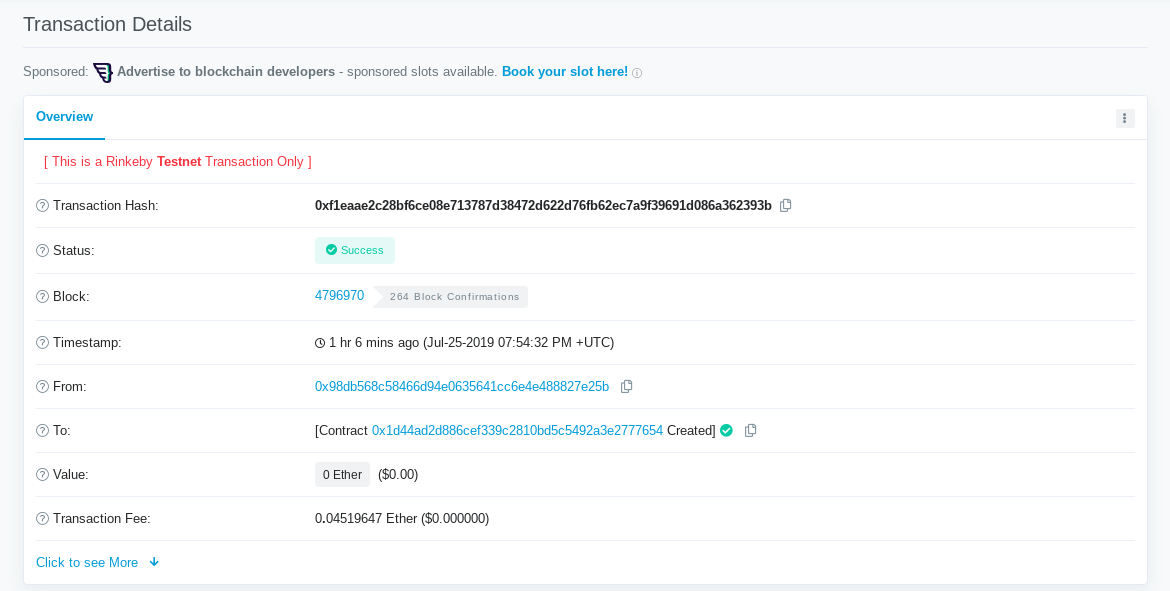 Transaction Details
Sponsored: Advertise to blockchain developers - sponsored slots available. Book your slot here!
Overview
[ This is a Rinkeby Testnet Transaction Only ]
Transaction Hash: 0xf1eaae2c28bf6ce08e713787d38472d622d76fb62ec7a9f39691d086a362393b
Status: Success
Block: 4796970 264 Block Confirmations
Timestamp: 1 hr 6 mins ago (Jul-25-2019 07:54:32 PM +UTC)
From: 0x98db568c58466d94e0635641cc6e4e488827e25b
To: [Contract 0x1d44ad2d886cef339c2810bd5c5492a3e2777654 Created]
Value: 0 Ether ($0.00)
Transaction Fee: 0.04519647 Ether ($0.000000)
Click to see More